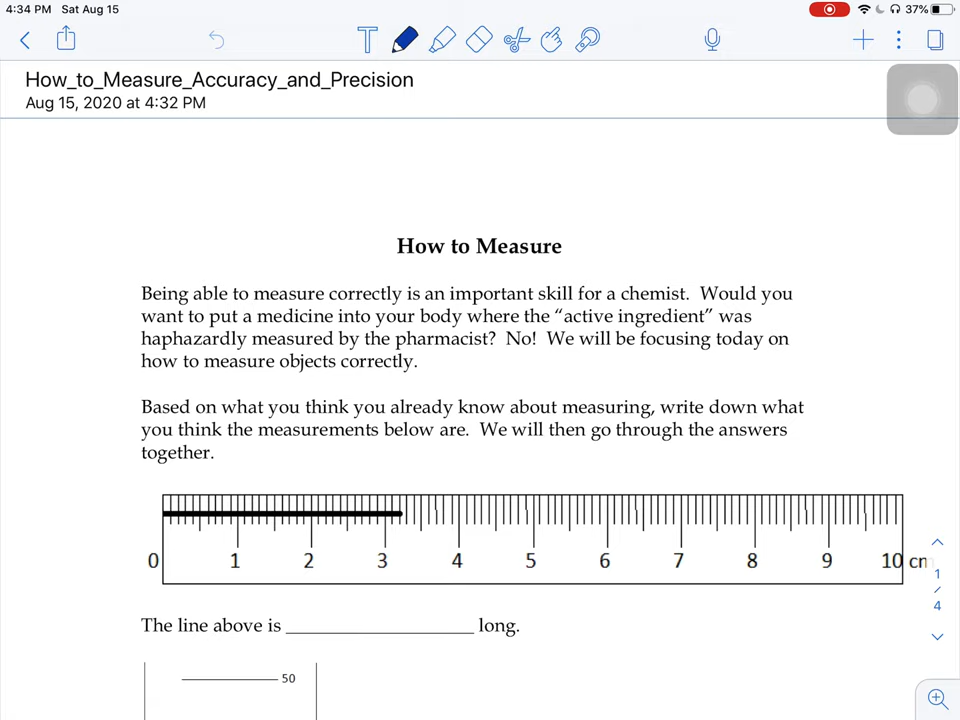 4:34 PM Sat Aug 15
37%
How_to_Measure_Accuracy_and_Precision
Aug 15, 2020 at 4:32 PM
How to Measure
Being able to measure correctly is an important skill for a chemist. Would you
want to put a medicine into your body where the “active ingredient” was
haphazardly measured by the pharmacist? No! We will be focusing today on
how to measure objects correctly.
Based on what you think you already know about measuring, write down what
you think the measurements below are. We will then go through the answers
together.
0 1 2 3 4 5 6 7 8 9 10 cm
The line above is ____________________ long.
50
1
/
4